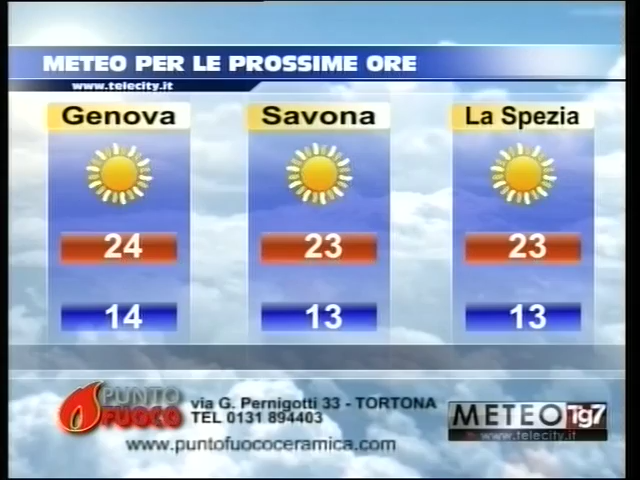 METEO PER LE PROSSIME ORE
www.telecity.it
Genova
Savona
La Spezia
24
23
23
14
13
13
PUNTO
FUOCO
via G. Pernigotti 33 - TORTONA
TEL 0131 894403
www.puntofuococeramica.com
METEO Tg7
www.telecity.it